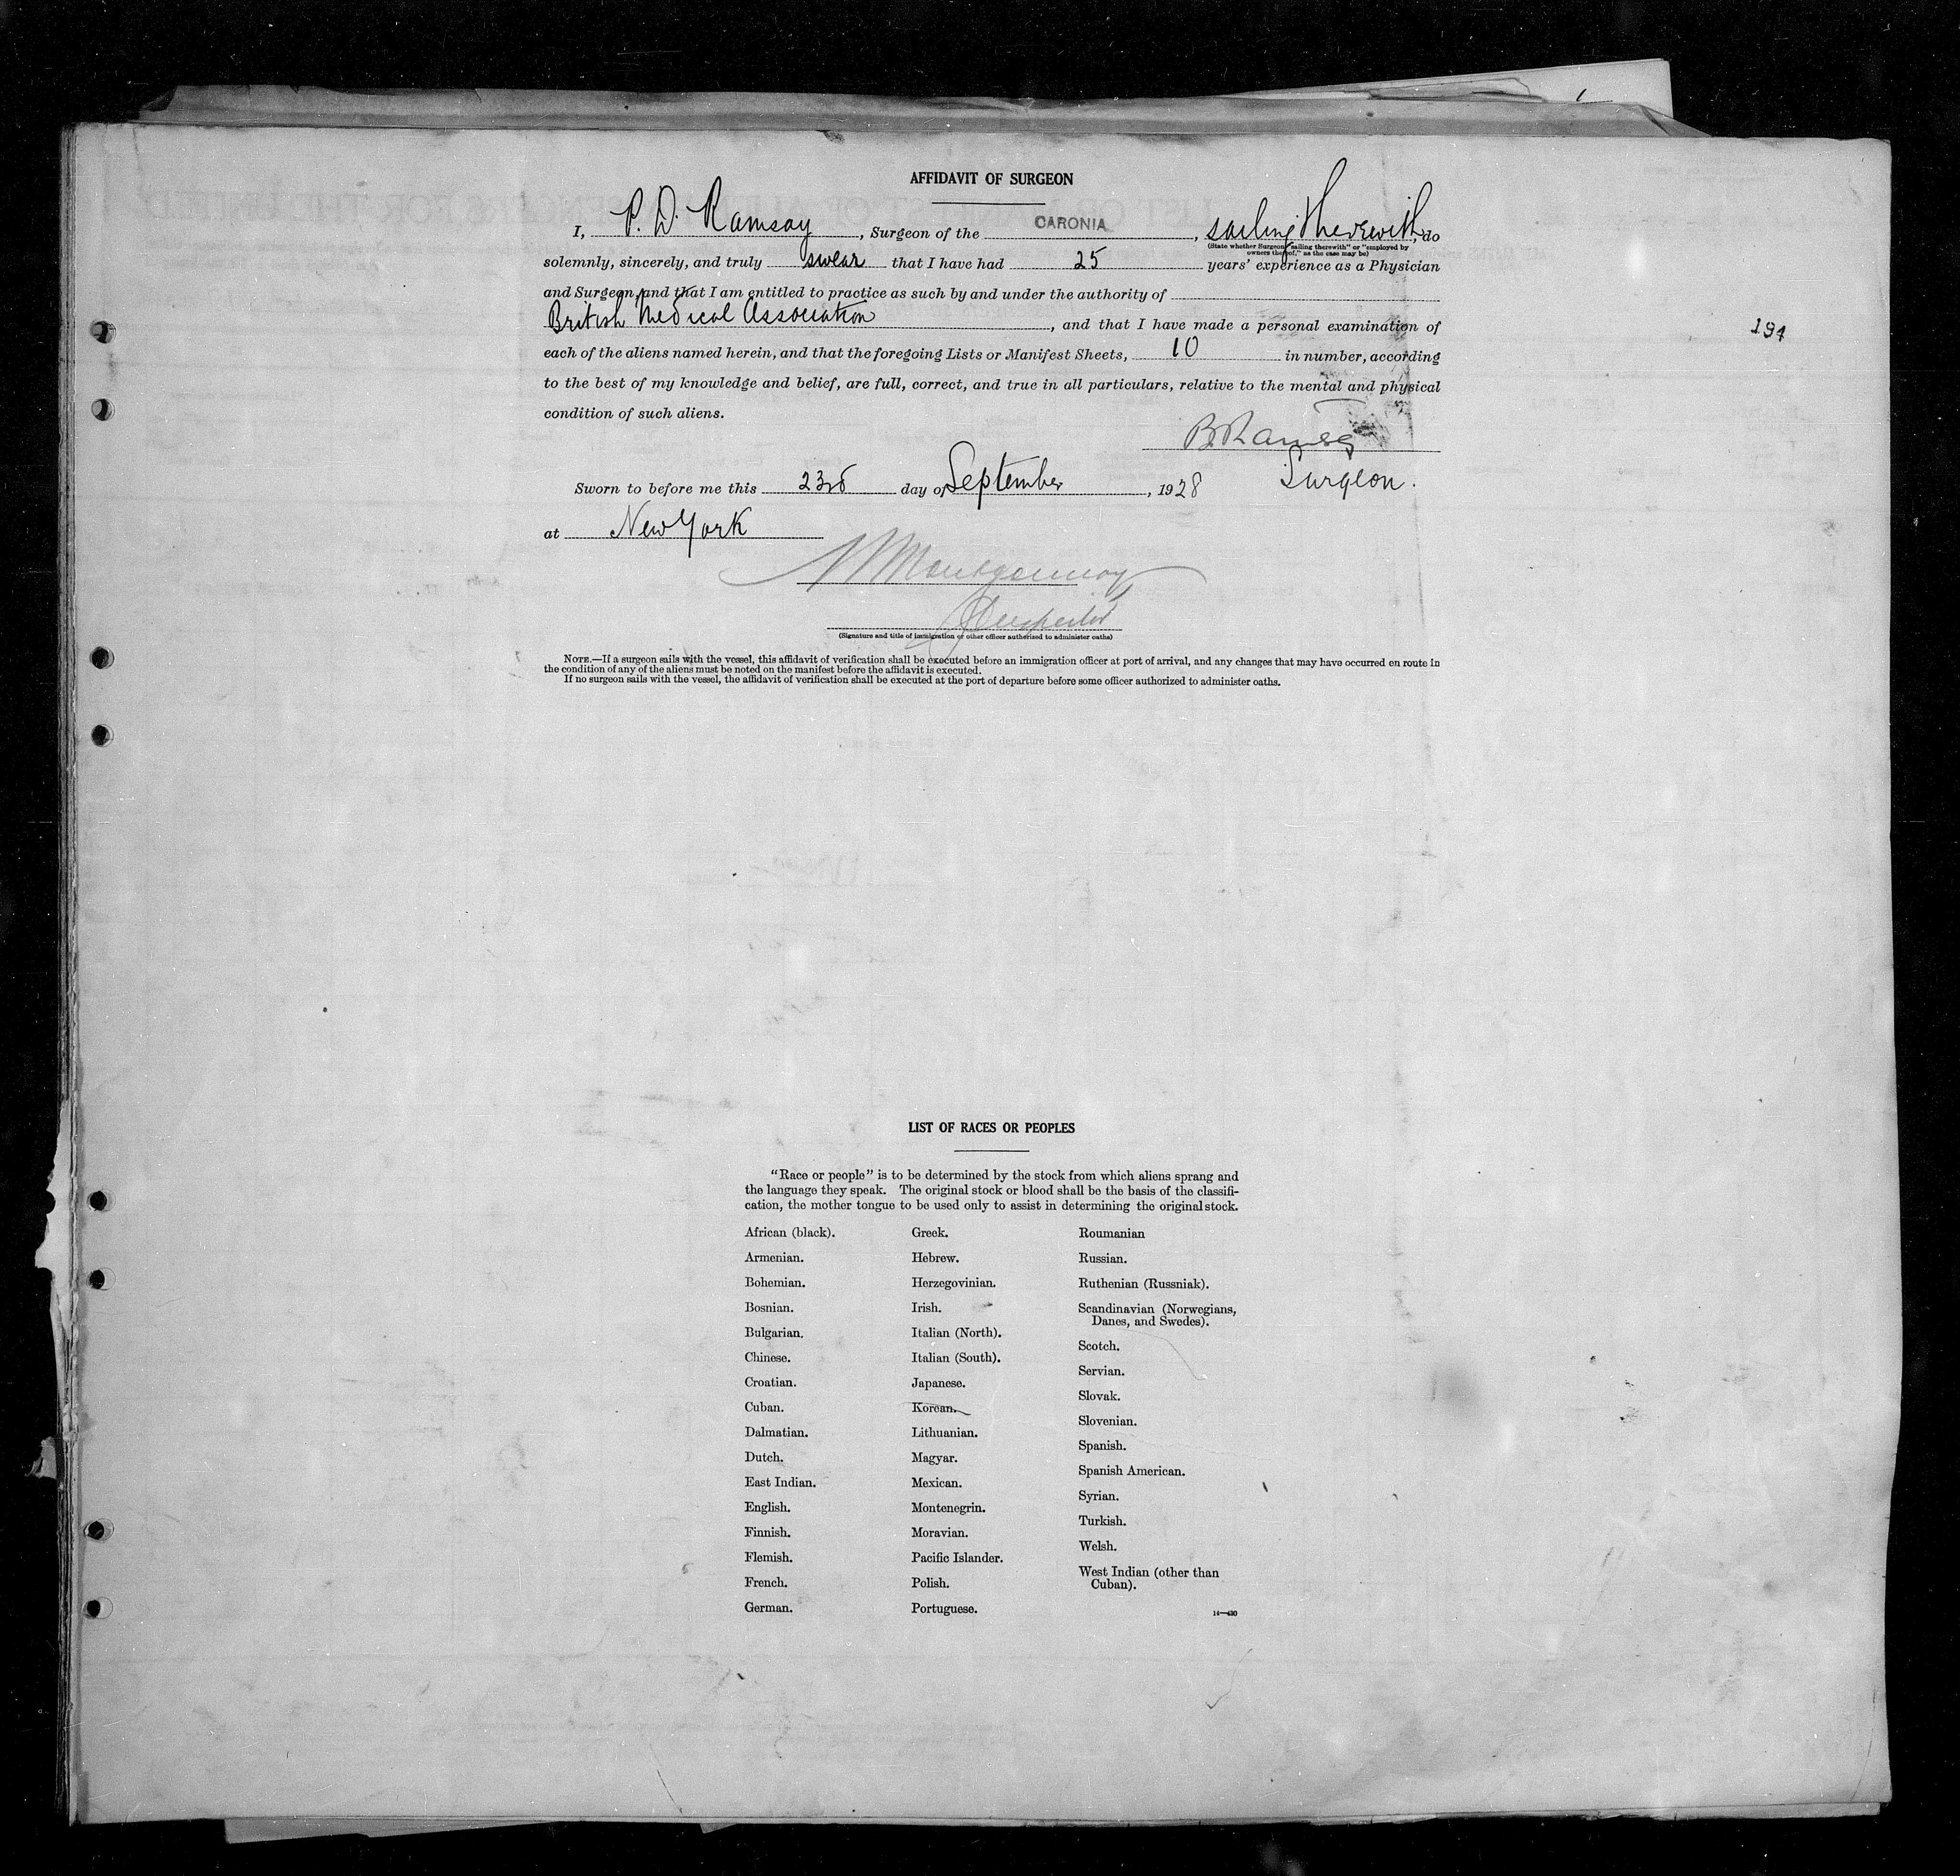 AFFIDAVIT OF SURGEON
I, P. D. Ramsay, Surgeon of the CARONIA, sailing therewith, do
(State whether Surgeon "sailing therewith" or "employed by
owners thereof," as the case may be)
solemnly, sincerely, and truly swear that I have had 25 years' experience as a Physician
and Surgeon, and that I am entitled to practice as such by and under the authority of
British Medical Association, and that I have made a personal examination of
191
each of the aliens named herein, and that the foregoing Lists or Manifest Sheets, 10 in number, according
to the best of my knowledge and belief, are full, correct, and true in all particulars, relative to the mental and physical
condition of such aliens.
Ramsay
Surgeon.
Sworn to before me this 23rd day of September, 1928
at New York
Montgomery
Inspector
(Signature and title of immigration or other officer authorized to administer oaths)
NOTE.—If a surgeon sails with the vessel, this affidavit of verification shall be executed before an immigration officer at port of arrival, and any changes that may have occurred en route in
the condition of any of the aliens must be noted on the manifest before the affidavit is executed.
If no surgeon sails with the vessel, the affidavit of verification shall be executed at the port of departure before some officer authorized to administer oaths.
LIST OF RACES OR PEOPLES
"Race or people" is to be determined by the stock from which aliens sprang and
the language they speak. The original stock or blood shall be the basis of the classifi-
cation, the mother tongue to be used only to assist in determining the original stock.
African (black).
Armenian.
Bohemian.
Bosnian.
Bulgarian.
Chinese.
Croatian.
Cuban.
Dalmatian.
Dutch.
East Indian.
English.
Finnish.
Flemish.
French.
German.
Greek.
Hebrew.
Herzegovinian.
Irish.
Italian (North).
Italian (South).
Japanese.
Korean.
Lithuanian.
Magyar.
Mexican.
Montenegrin.
Moravian.
Pacific Islander.
Polish.
Portuguese.
Roumanian
Russian.
Ruthenian (Russniak).
Scandinavian (Norwegians,
Danes, and Swedes).
Scotch.
Servian.
Slovak.
Slovenian.
Spanish.
Spanish American.
Syrian.
Turkish.
Welsh.
West Indian (other than
Cuban).
14—430